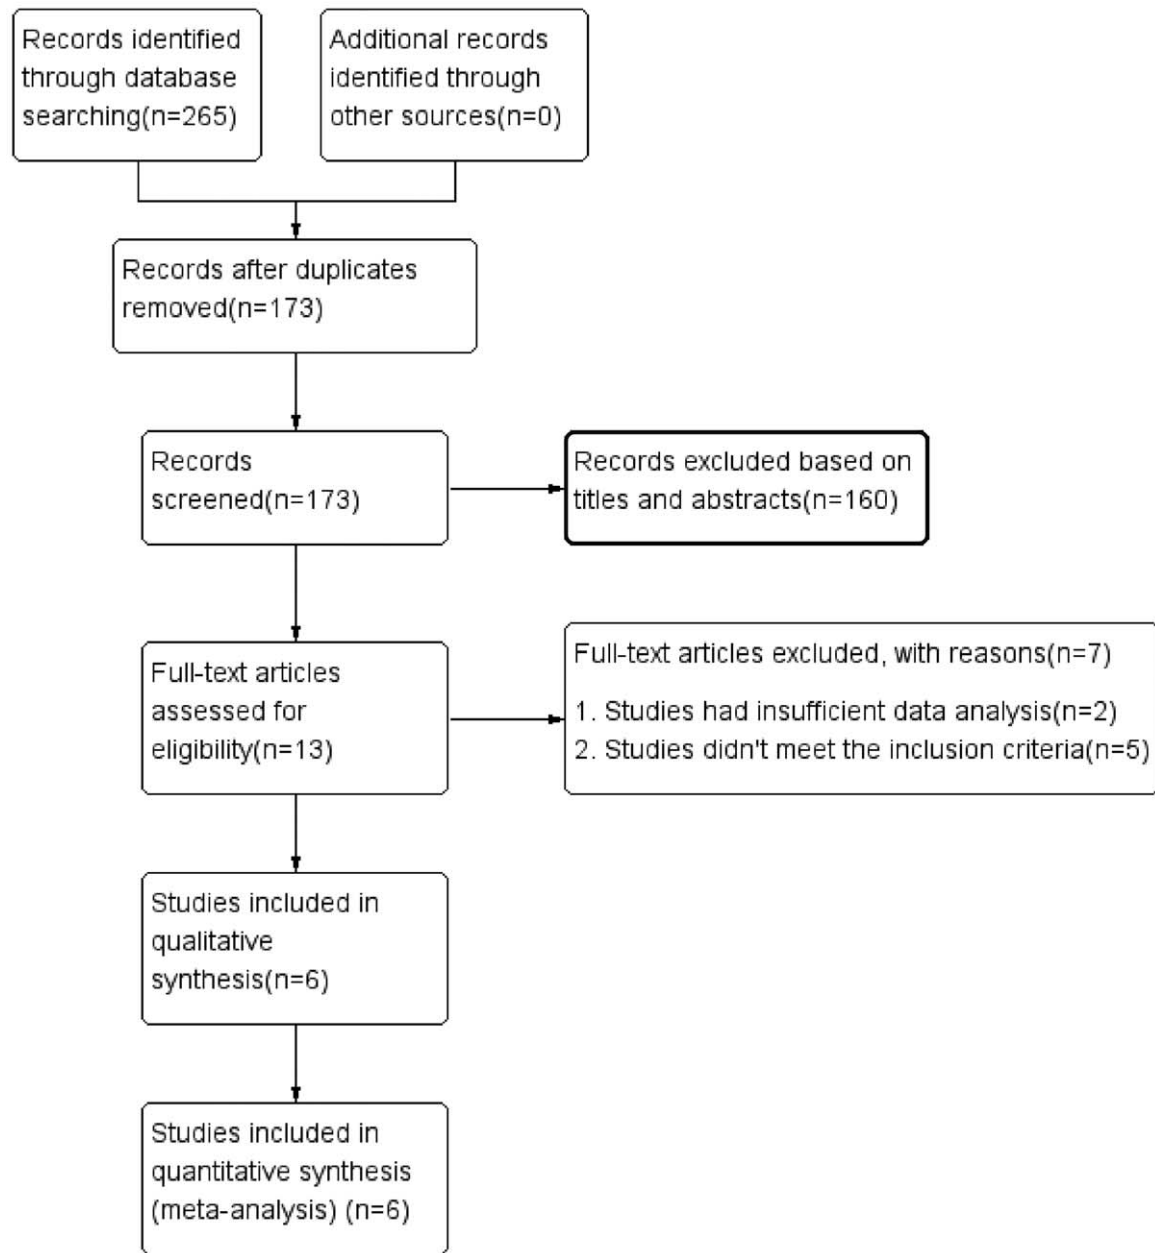 Records identified
through database
searching(n=265)
Additional records
identified through
other sources(n=0)
Records after duplicates
removed(n=173)
Records
screened(n=173)
Records excluded based on
titles and abstracts(n=160)
Full-text articles
assessed for
eligibility(n=13)
Full-text articles excluded, with reasons(n=7)
1. Studies had insufficient data analysis(n=2)
2. Studies didn't meet the inclusion criteria(n=5)
Studies included in
qualitative
synthesis(n=6)
Studies included in
quantitative synthesis
(meta-analysis) (n=6)